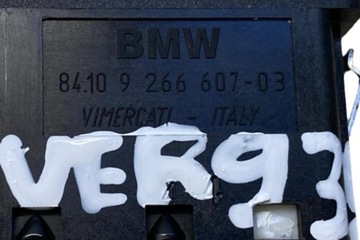 BMW
84.10 9 266 607-03
VIMERCATI - ITALY
VER93